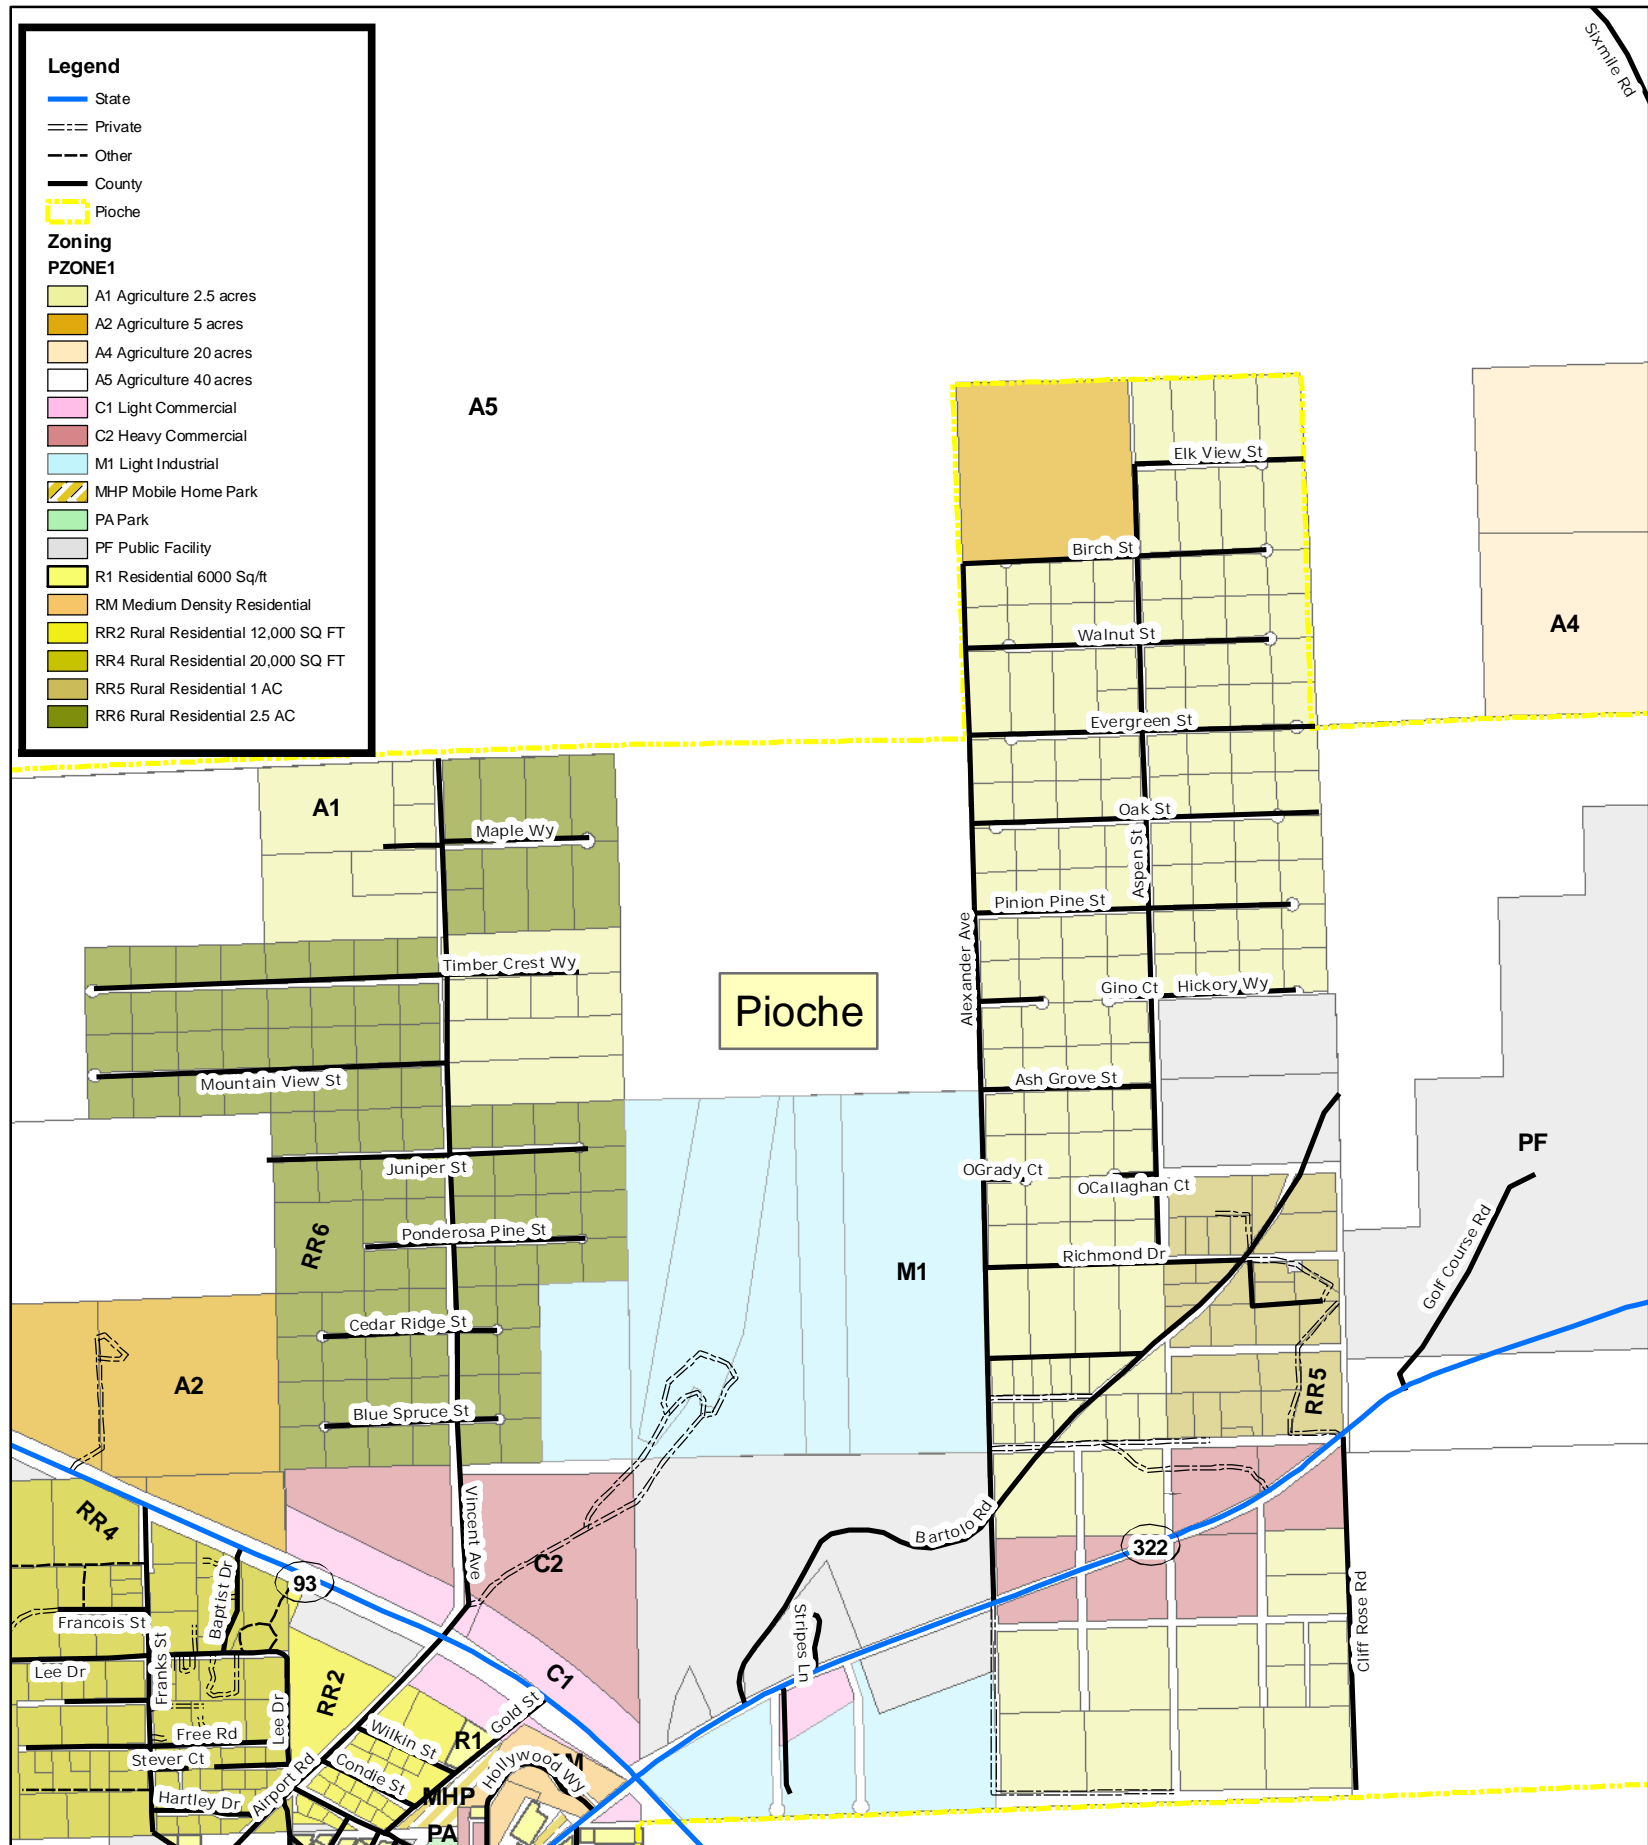 Legend
State
Private
Other
County
Pioche
Zoning
PZONE1
A1 Agriculture 2.5 acres
A2 Agriculture 5 acres
A4 Agriculture 20 acres
A5 Agriculture 40 acres
C1 Light Commercial
C2 Heavy Commercial
M1 Light Industrial
MHP Mobile Home Park
PA Park
PF Public Facility
R1 Residential 6000 Sq/ft
RM Medium Density Residential
RR2 Rural Residential 12,000 SQ FT
RR4 Rural Residential 20,000 SQ FT
RR5 Rural Residential 1 AC
RR6 Rural Residential 2.5 AC
Sixmile Rd
A5
Elk View St
Birch St
A4
Walnut St
Evergreen St
A1
Maple Wy
Oak St
Aspen St
Pinion Pine St
Alexander Ave
Timber Crest Wy
Gino Ct
Hickory Wy
Pioche
Mountain View St
Ash Grove St
PF
Juniper St
OGrady Ct
OCallaghan Ct
RR6
Ponderosa Pine St
Richmond Dr
M1
Golf Course Rd
Cedar Ridge St
A2
RR5
Blue Spruce St
RR4
Vincent Ave
Bartolo Rd
322
C2
93
Baptist Dr
Francois St
Franks St
Stripes Ln
Cliff Rose Rd
Lee Dr
C1
RR2
Lee Dr
Gold St
Free Rd
Wilkin St
R1
Stever Ct
Condie St
Hollywood Wy
M
Airport Rd
Hartley Dr
MHP
PA